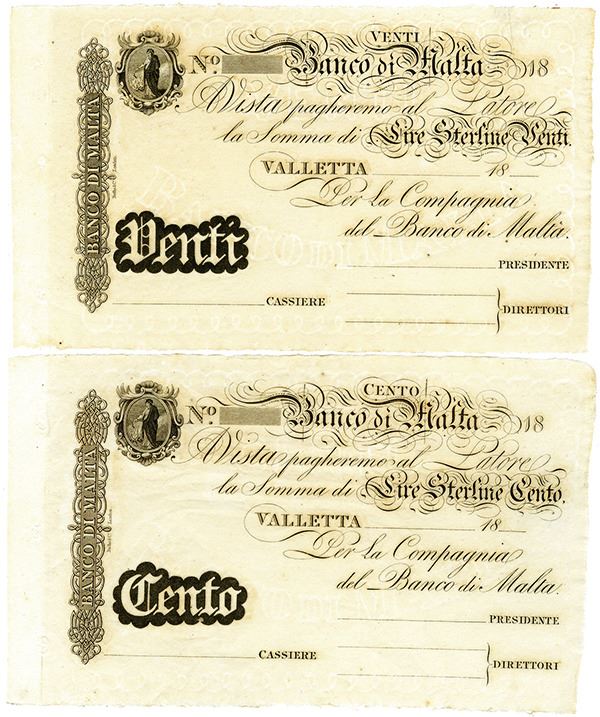 VENTI
No. Banco di Malta 18
A Vista pagheremo al Latore
la Somma di Lire Sterline Venti.
VALLETTA 18
Per la Compagnia
del Banco di Malta.
BANCO DI MALTA
Venti
PRESIDENTE
CASSIERE
DIRETTORI
CENTO
No. Banco di Malta 18
A Vista pagheremo al Latore
la Somma di Lire Sterline Cento.
VALLETTA 18
Per la Compagnia
del Banco di Malta.
BANCO DI MALTA
Cento
PRESIDENTE
CASSIERE
DIRETTORI